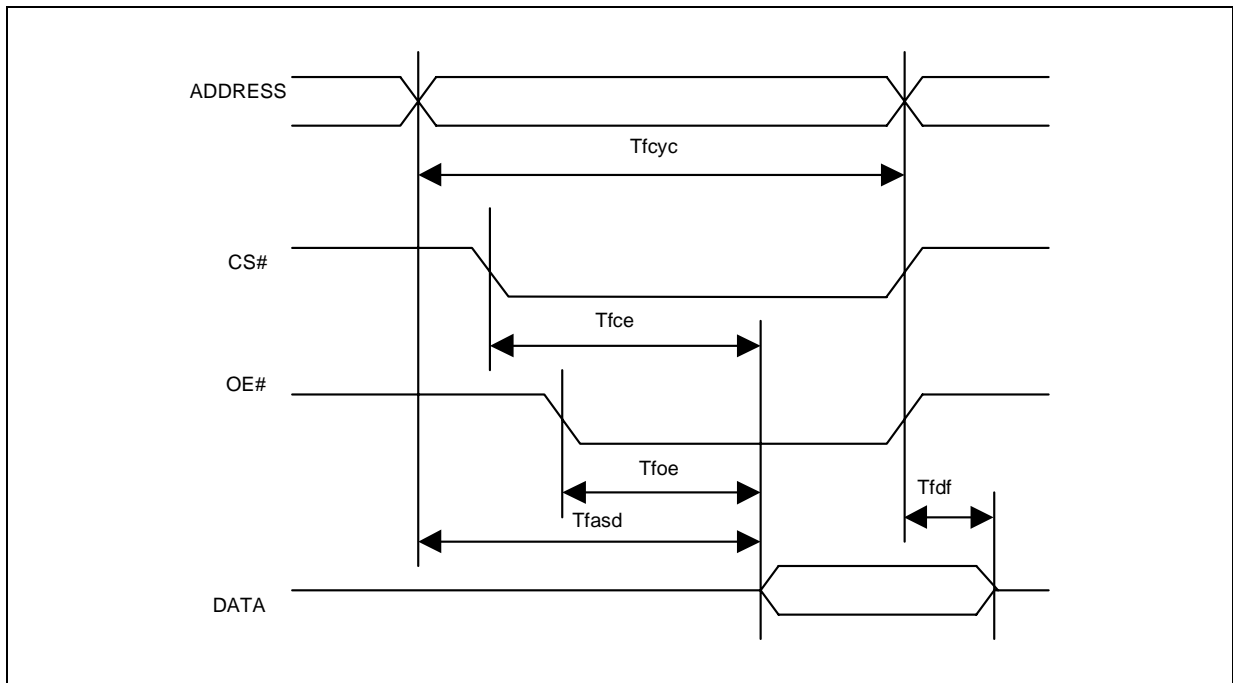 ADDRESS
Tfcyc
CS#
Tfce
OE#
Tfoe
Tfdf
Tfasd
DATA